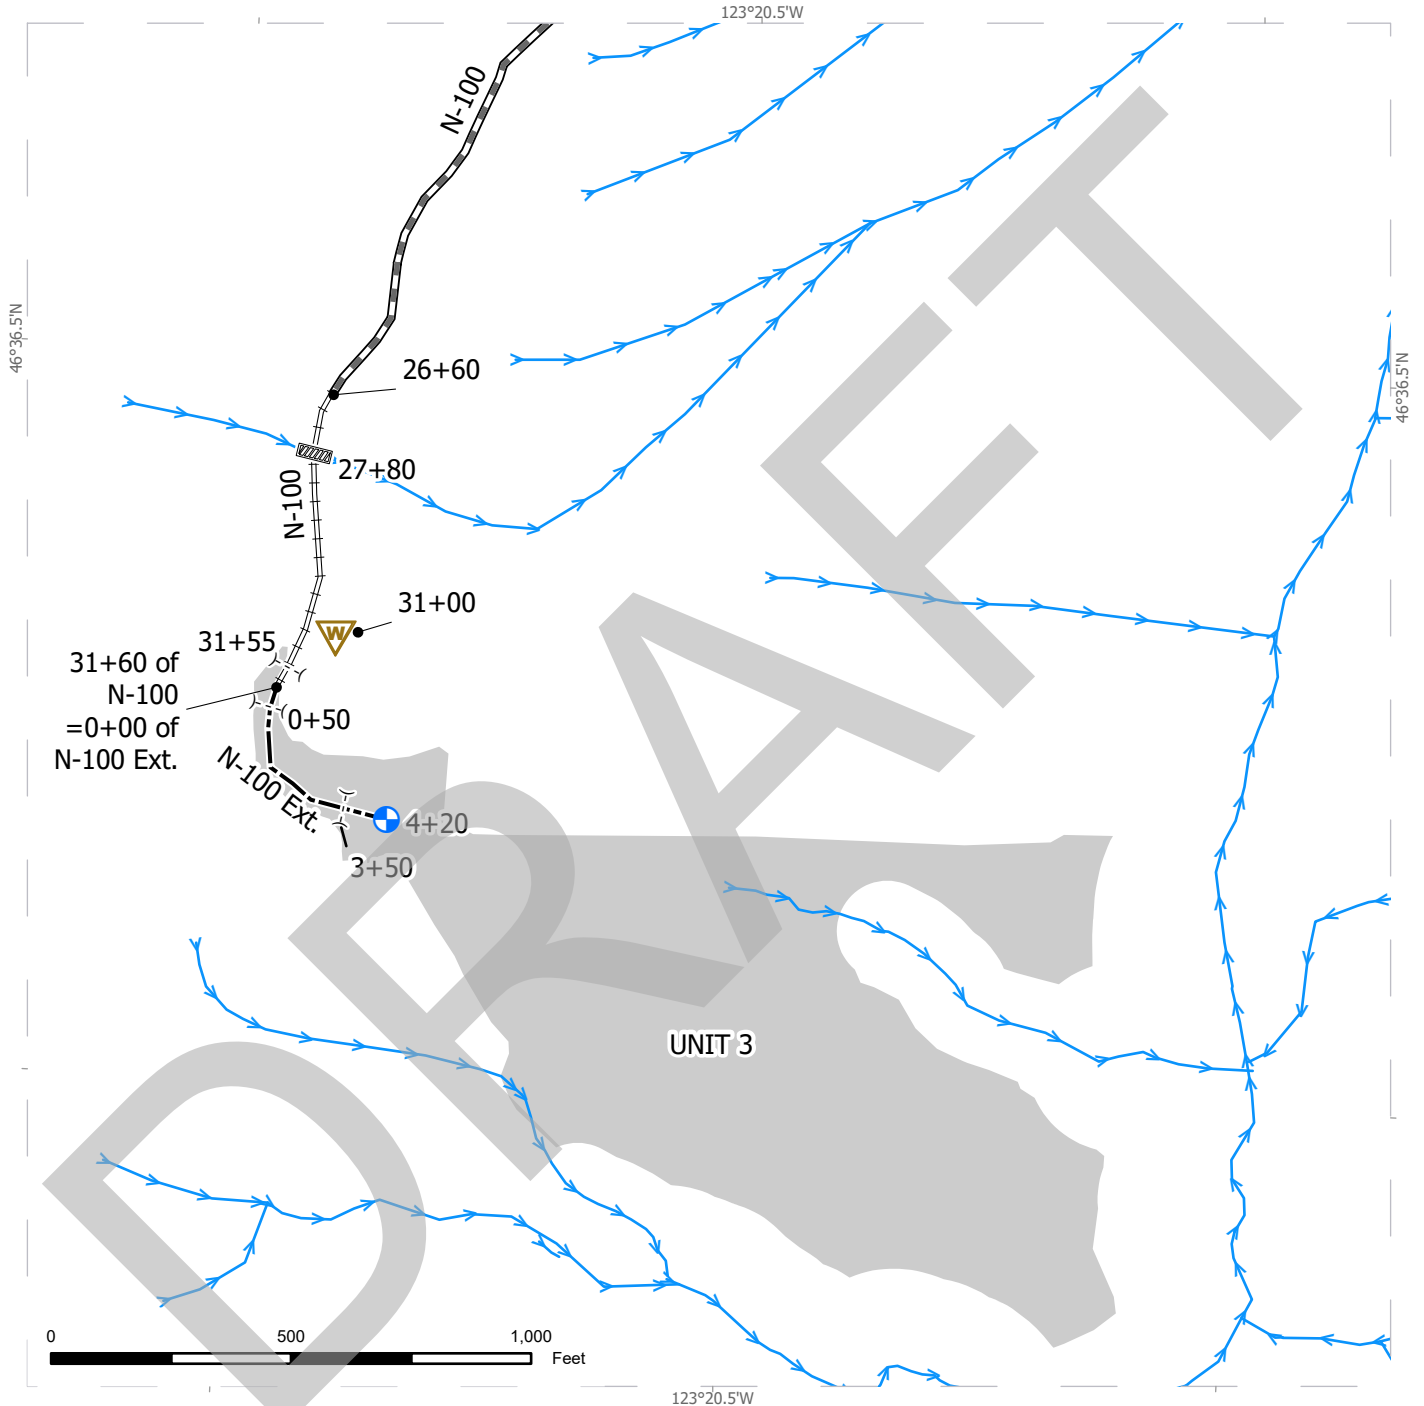 123°20.5'W
N-100
46°36.5'N
26+60
46°36.5'N
27+80
N-100
31+00
31+55
31+60 of
N-100
=0+00 of
N-100 Ext.
W
0+50
N-100 Ext.
4+20
3+50
UNIT 3
DRAFT
0 500 1,000
Feet
123°20.5'W